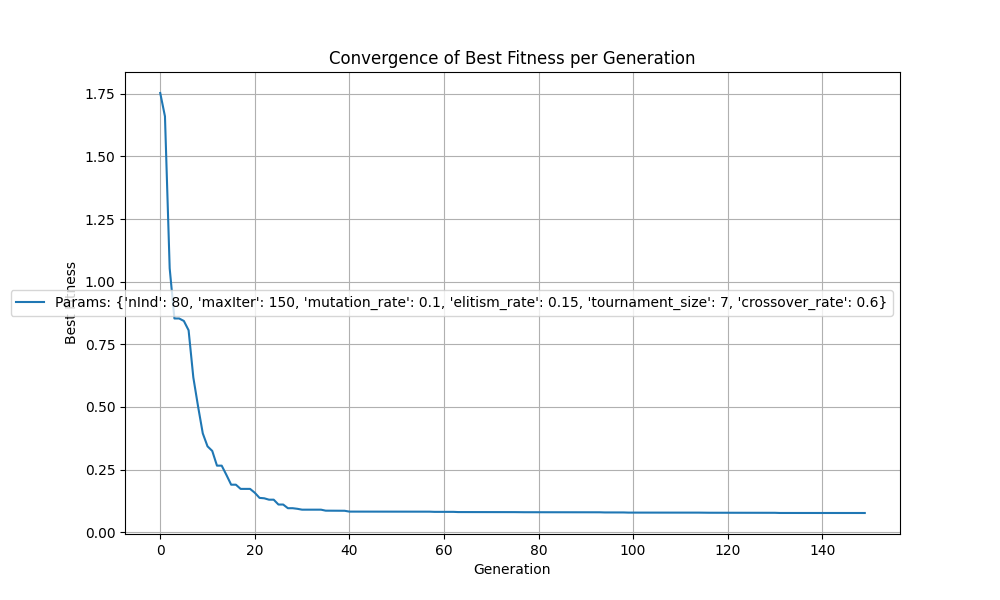 Convergence of Best Fitness per Generation
1.75
1.50
1.25
1.00
0.75
0.50
0.25
0.00
Best
Params: {'nInd': 80, 'maxIter': 150, 'mutation_rate': 0.1, 'elitism_rate': 0.15, 'tournament_size': 7, 'crossover_rate': 0.6}
0 20 40 60 80 100 120 140
Generation